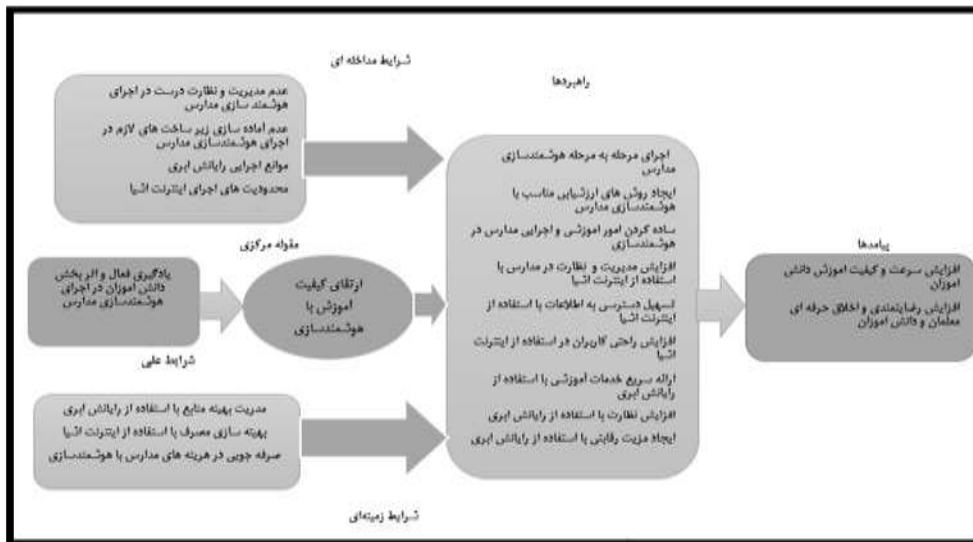 شرایط مداخله ای
عدم مدیریت و نظارت درست در اجرای
هوشمند سازی مدارس
عدم آماده سازی زیر ساخت های لازم در
اجرای هوشمندسازی مدارس
موانع اجرایی رایانش ابری
محدودیت های اجرای اینترنت اشیا
راهبردها
اجرای مرحله به مرحله هوشمندسازی
مدارس
ایجاد روش های ارزشیابی مناسب با
هوشمندسازی مدارس
ساده کردن امور اموزشی و اجرایی مدارس در
هوشمندسازی
افزایش مدیریت و نظارت در مدارس با
استفاده از اینترنت اشیا
تسهیل دسترسی به اطلاعات با استفاده از
اینترنت اشیا
افزایش راحتی کاربران در استفاده از اینترنت
اشیا
ارائه سریع خدمات آموزشی با استفاده از
رایانش ابری
افزایش نظارت با استفاده از رایانش ابری
ایجاد مزیت رقابتی با استفاده از رایانش ابری
مقوله مرکزی
ارتقای کیفیت
آموزش با
هوشمندسازی
یادگیری فعال و اثر بخش
دانش اموزان در اجرای
هوشمندسازی مدارس
شرایط علی
پیامدها
افزایش سرعت و کیفیت اموزش دانش
اموزان
افزایش رضایتمندی و اخلاق حرفه ای
معلمان و دانش اموزان
مدریت بهینه منابع با استفاده از رایانش ابری
بهینه سازی مصرف با استفاده از اینترنت اشیا
صرفه جویی در هزینه های مدارس با هوشمندسازی
شرایط زمینه‌ای